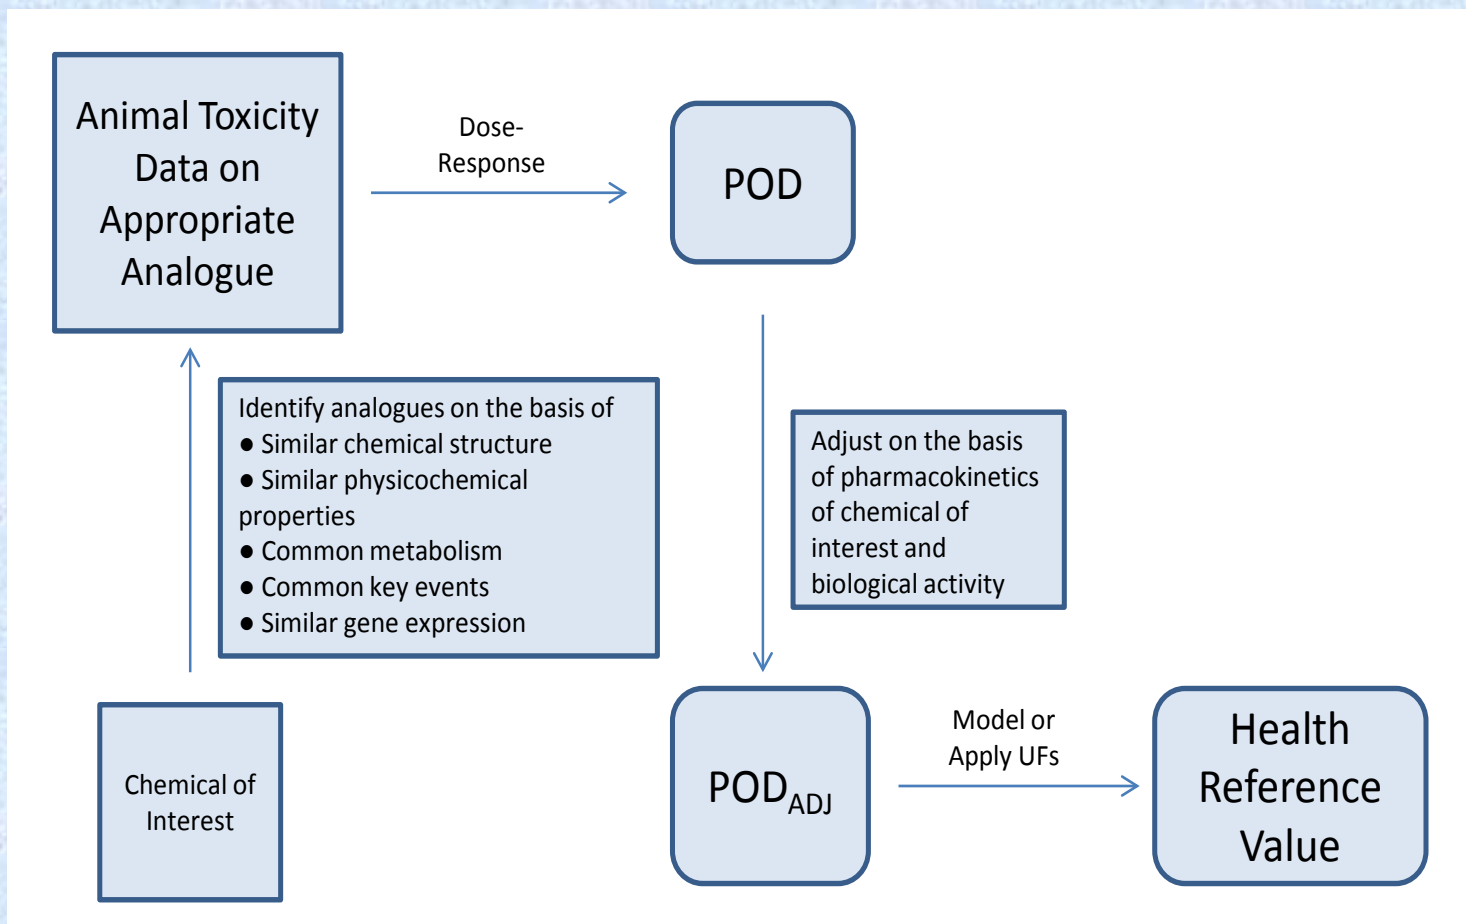 Animal Toxicity
Data on
Appropriate
Analogue
Dose-
Response
POD
Identify analogues on the basis of
● Similar chemical structure
● Similar physicochemical
properties
● Common metabolism
● Common key events
● Similar gene expression
Adjust on the basis
of pharmacokinetics
of chemical of
interest and
biological activity
Chemical of
Interest
POD_ADJ
Model or
Apply UFs
Health
Reference
Value